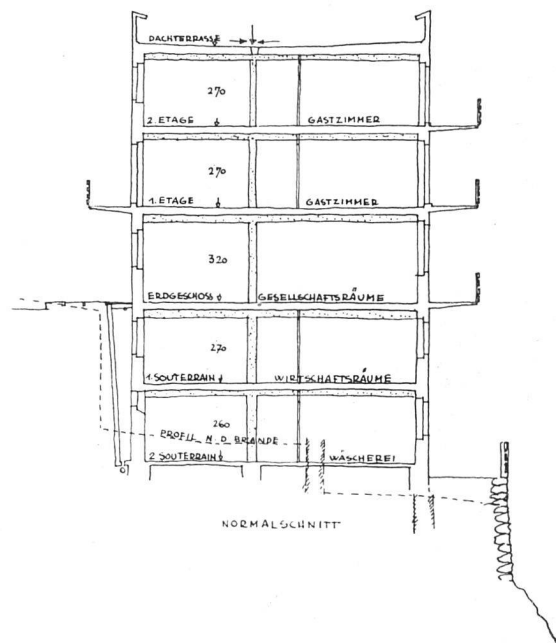 DACHTERRASSE
270
2. ETAGE GASTZIMMER
270
1. ETAGE GASTZIMMER
320
ERDGESCHOSS GESELLSCHAFTSRÄUME
270
1. SOUTERRAIN WIRTSCHAFTSRÄUME
260
PROFIL N. D. BRANDE
2 SOUTERRAIN WÄSCHEREI
NORMALSCHNITT